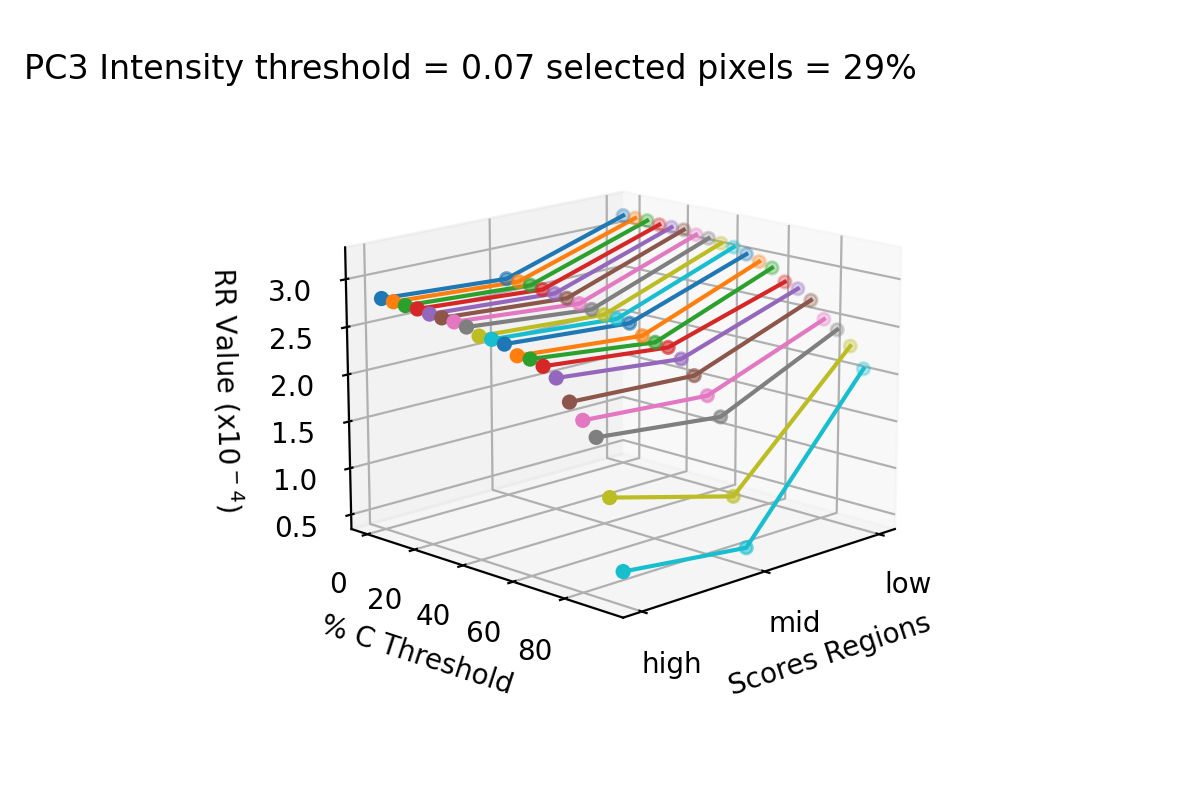 PC3 Intensity threshold = 0.07 selected pixels = 29%
3.0
2.5
2.0
1.5
1.0
0.5
RR Value (x10⁻⁴)
0
20
40
60
80
% C Threshold
high
mid
low
Scores Regions